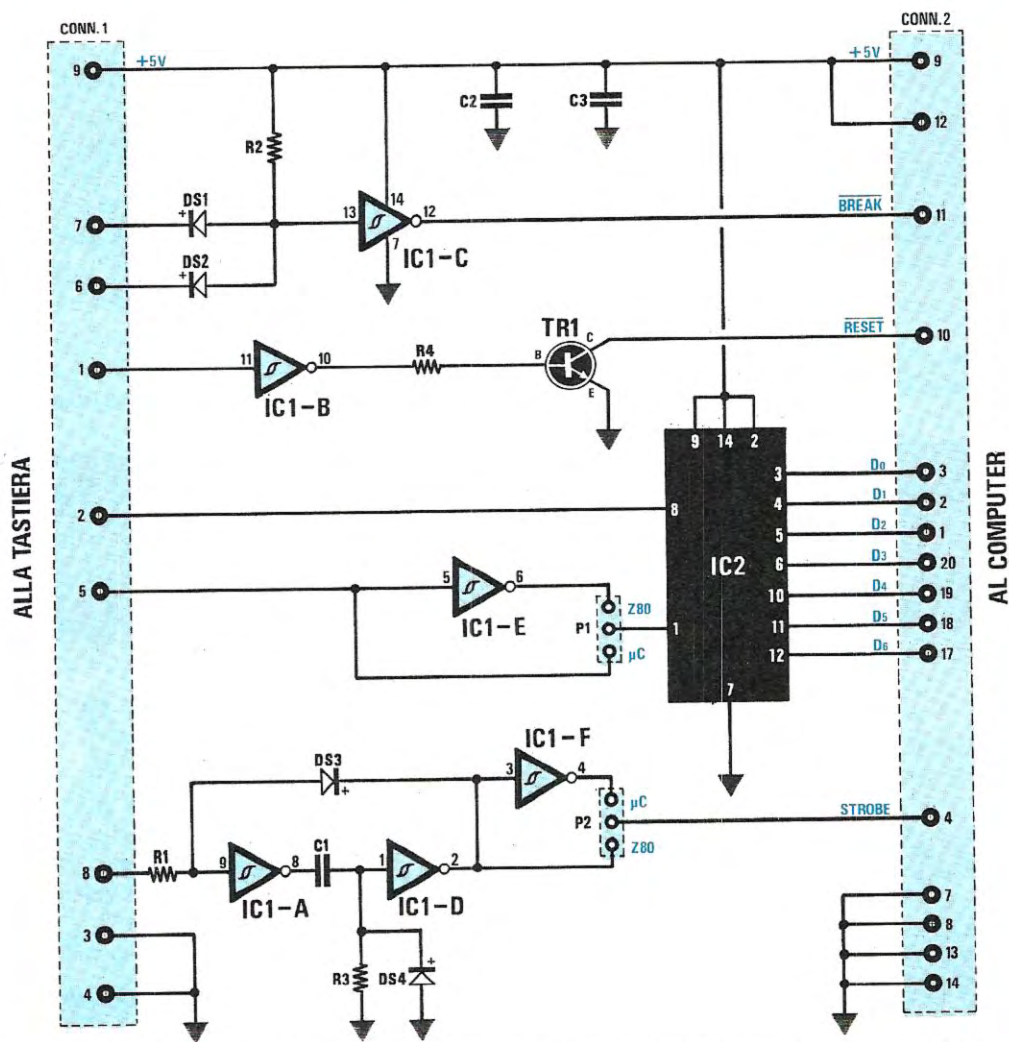 CONN. 1
CONN. 2
9
+5V
+5V
9
C2
C3
12
R2
DS1
+
7
13
14
12
7
BREAK
11
IC1-C
DS2
+
6
TR1
C
B
E
RESET
10
1
11
10
R4
IC1-B
9
14
2
ALLA TASTIERA
AL COMPUTER
3
D0
3
2
8
4
D1
2
5
D2
1
IC2
6
D3
20
5
5
6
10
D4
19
Z80
IC1-E
P1
1
11
D5
18
µC
12
D6
17
7
IC1-F
DS3
+
3
4
µC
P2
STROBE
4
Z80
8
R1
9
8
C1
1
2
IC1-A
IC1-D
7
3
8
R3
DS4
+
13
4
14